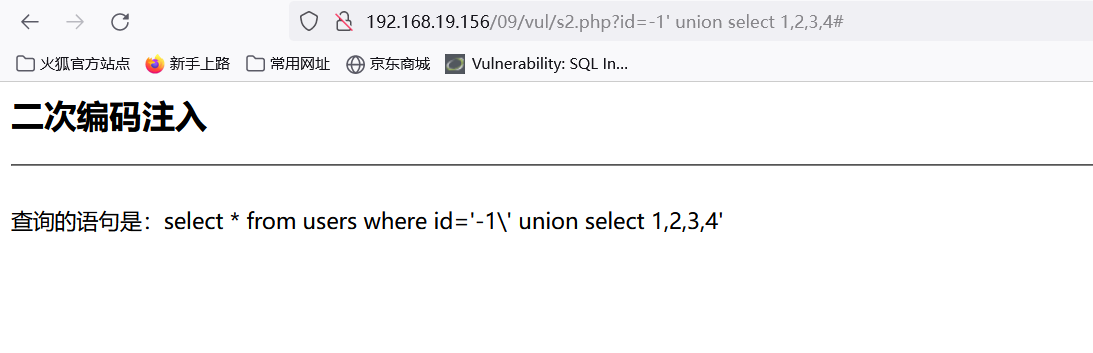 192.168.19.156/09/vul/s2.php?id=-1' union select 1,2,3,4#
火狐官方站点 新手上路 常用网址 京东商城 Vulnerability: SQL In...
二次编码注入
查询的语句是：select * from users where id='-1\' union select 1,2,3,4'